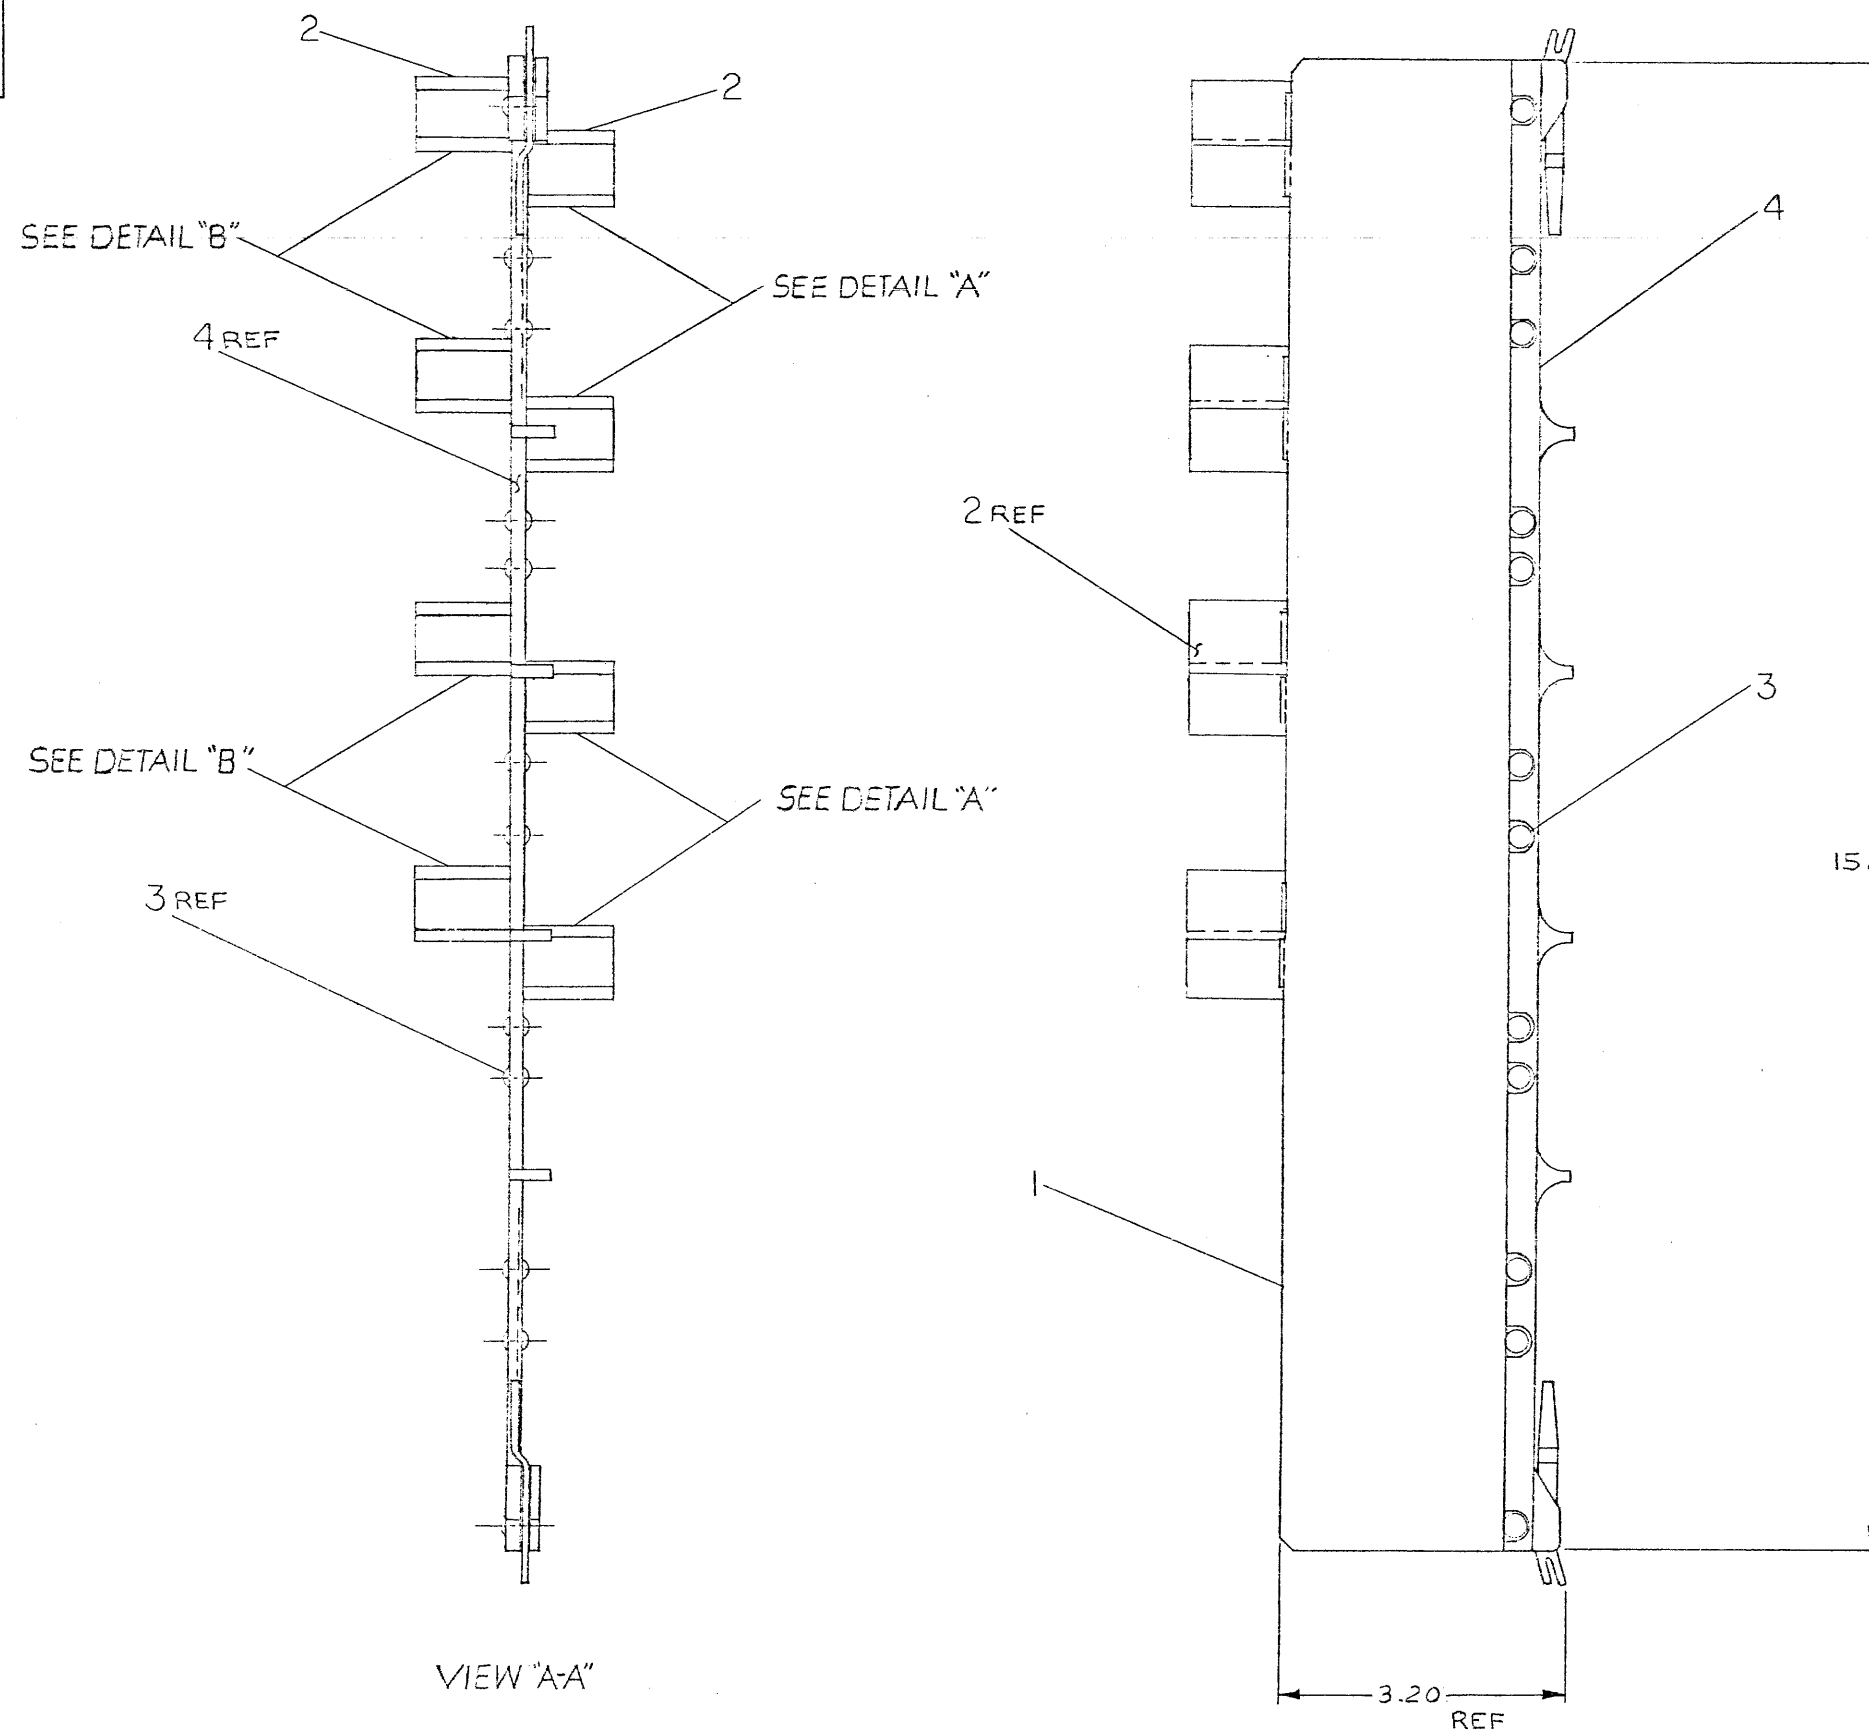 2
2
SEE DETAIL "B"
SEE DETAIL "A"
4 REF
SEE DETAIL "B"
SEE DETAIL "A"
3 REF
VIEW "A-A"
4
2 REF
3
15.
1
3.20
REF